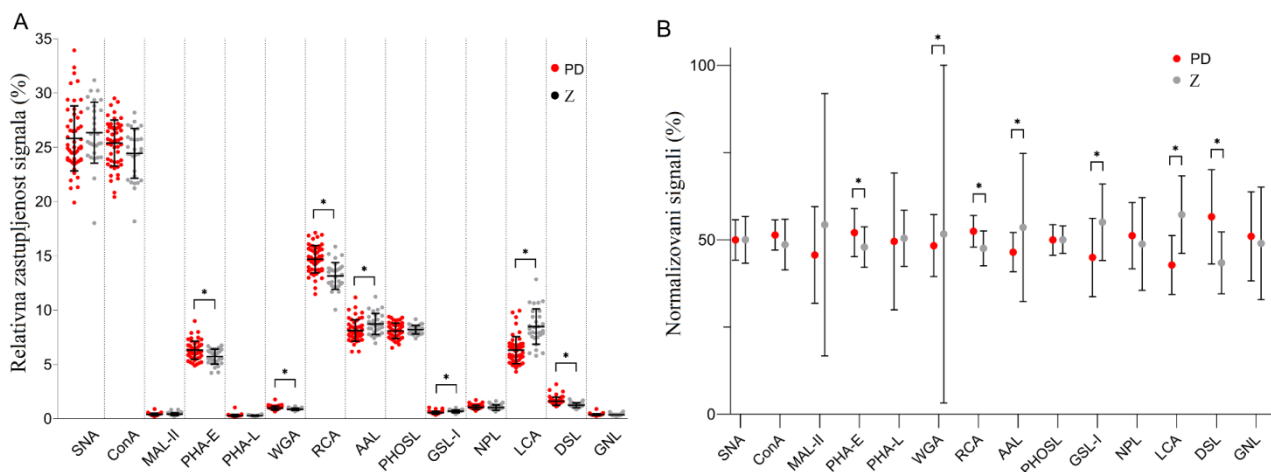 A
Relativna zastupljenost signala (%)
35
30
25
20
15
10
5
0
PD
Z
*
*
*
*
*
*
*
SNA
ConA
MAL-II
PHA-E
PHA-L
WGA
RCA
AAL
PHOSL
GSL-I
NPL
LCA
DSL
GNL
B
Normalizovani signali (%)
100
50
0
PD
Z
*
*
*
*
*
*
*
SNA
ConA
MAL-II
PHA-E
PHA-L
WGA
RCA
AAL
PHOSL
GSL-I
NPL
LCA
DSL
GNL